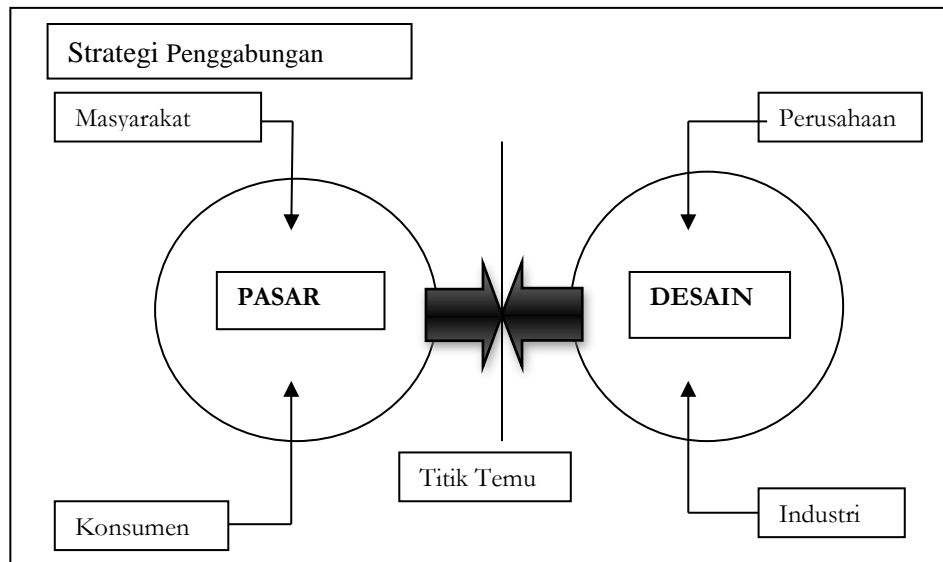 Strategi Penggabungan
Masyarakat
Perusahaan
PASAR
DESAIN
Titik Temu
Konsumen
Industri